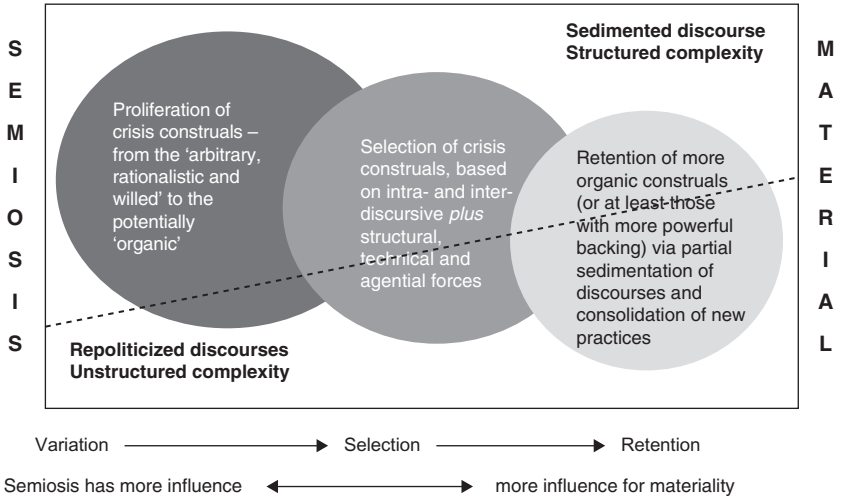 SEMIOSIS
Sedimented discourse
Structured complexity
MATERIAL
Proliferation of
crisis construals –
from the ‘arbitrary,
rationalistic and
willed’ to the
potentially
‘organic’
Selection of crisis
construals, based
on intra- and inter-
discursive plus
structural,
technical and
agential forces
Retention of more
organic construals
(or at least those
with more powerful
backing) via partial
sedimentation of
discourses and
consolidation of new
practices
Repoliticized discourses
Unstructured complexity
Variation Selection Retention
Semiosis has more influence more influence for materiality